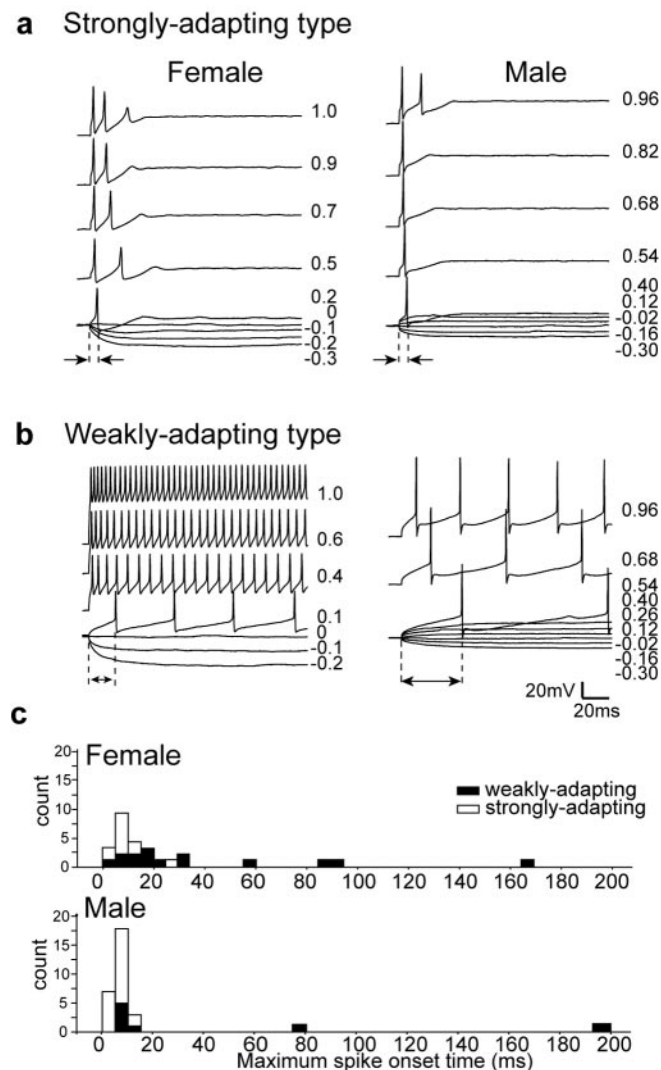 a Strongly-adapting type
Female Male
1.0 0.96
0.9 0.82
0.7 0.68
0.5 0.54
0.2 0.40
0 0.12
-0.1 -0.02
-0.2 -0.16
-0.3 -0.30
b Weakly-adapting type
1.0 0.96
0.6 0.68
0.4 0.54
0.1 0.40
0 0.26
-0.1 0.12
-0.2 -0.02
-0.16
-0.30
20mV
20ms
c
Female
weakly-adapting
strongly-adapting
count
20
15
10
5
0
0 20 40 60 80 100 120 140 160 180 200
Male
count
20
15
10
5
0
0 20 40 60 80 100 120 140 160 180 200
Maximum spike onset time (ms)